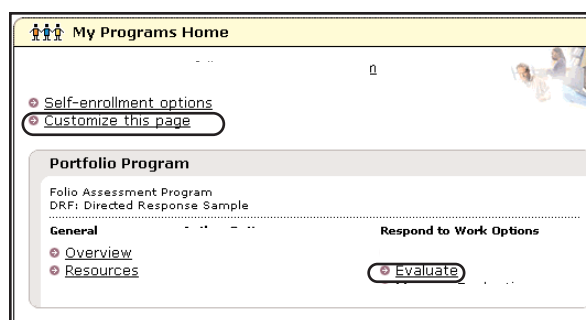 My Programs Home
n
Self-enrollment options
Customize this page
Portfolio Program
Folio Assessment Program
DRF: Directed Response Sample
General Respond to Work Options
Overview
Resources Evaluate